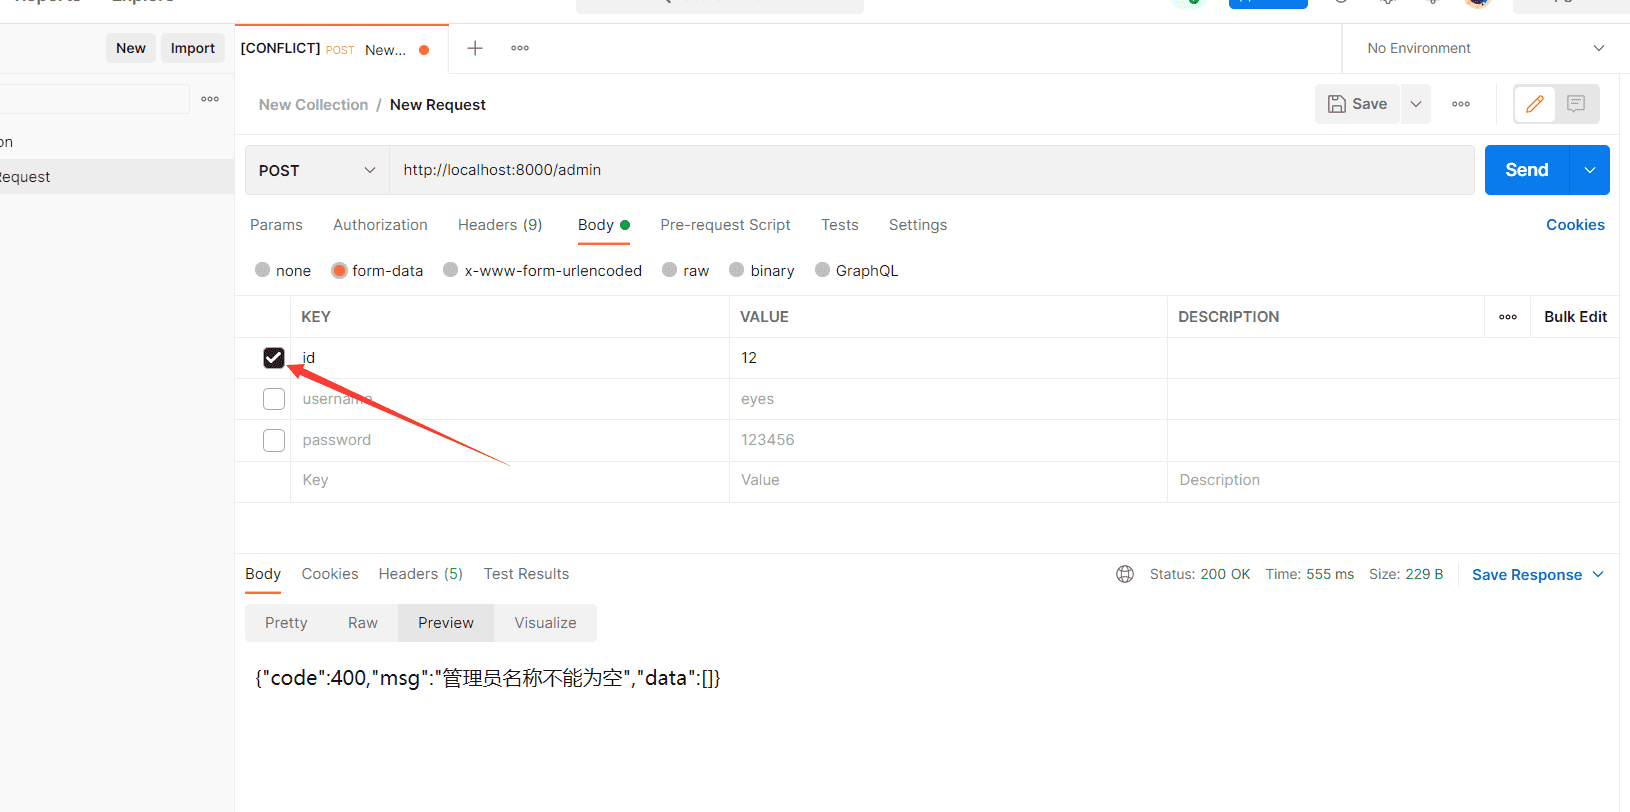 New Import [CONFLICT] POST New... No Environment
New Collection / New Request Save
on
Request
POST http://localhost:8000/admin Send
Params Authorization Headers (9) Body Pre-request Script Tests Settings Cookies
none form-data x-www-form-urlencoded raw binary GraphQL
KEY VALUE DESCRIPTION Bulk Edit
id 12
username eyes
password 123456
Key Value Description
Body Cookies Headers (5) Test Results Status: 200 OK Time: 555 ms Size: 229 B Save Response
Pretty Raw Preview Visualize
{"code":400,"msg":"管理员名称不能为空","data":[]}